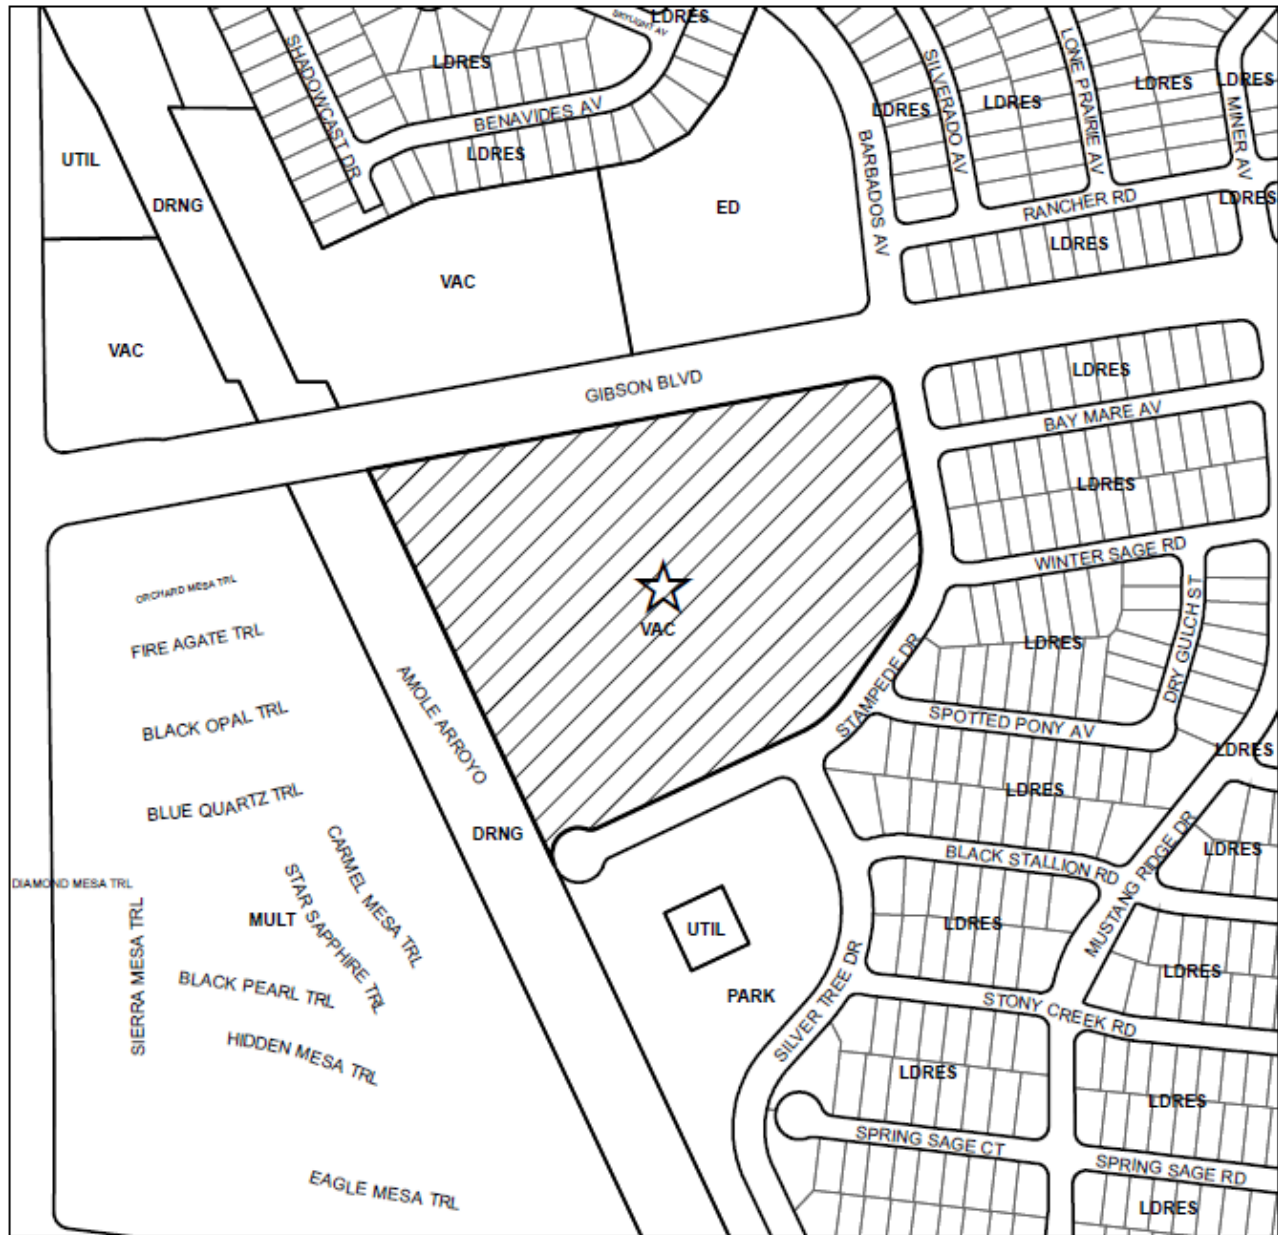 SKYLIGHT AV
LDRES
SHADOWCAST DR
LDRES
BENAVIDES AV
LDRES
UTIL
DRNG
VAC
VAC
ED
BARBADOS AV
LDRES
SILVERADO AV
LDRES
LONE PRAIRIE AV
LDRES
LDRES
MINER AV
RANCHER RD
LDRES
LDRES
GIBSON BLVD
LDRES
BAY MARE AV
LDRES
WINTER SAGE RD
ORCHARD MESA TRL
FIRE AGATE TRL
VAC
LDRES
DRY GULCH ST
STAMPEDE DR
AMOLE ARROYO
BLACK OPAL TRL
SPOTTED PONY AV
LDRES
BLUE QUARTZ TRL
LDRES
DRNG
CARMEL MESA TRL
BLACK STALLION RD
MUSTANG RIDGE DR
LDRES
DIAMOND MESA TRL
STAR SAPPHIRE TRL
MULT
SIERRA MESA TRL
UTIL
LDRES
BLACK PEARL TRL
PARK
SILVER TREE DR
LDRES
STONY CREEK RD
HIDDEN MESA TRL
LDRES
LDRES
SPRING SAGE CT
SPRING SAGE RD
EAGLE MESA TRL
LDRES